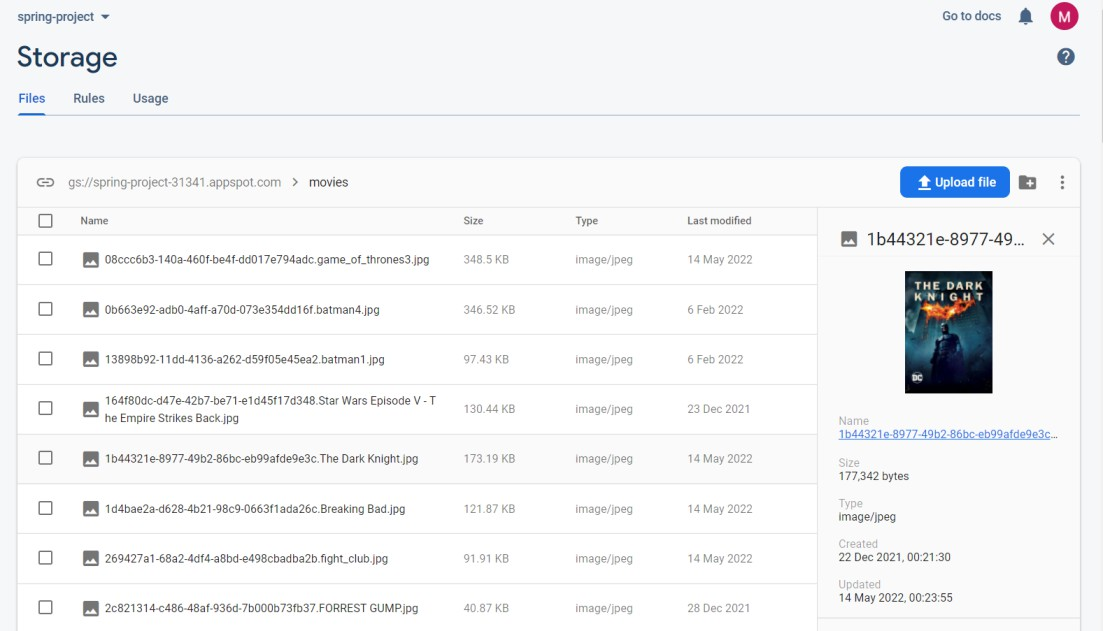 spring-project
Go to docs
M
Storage
?
Files Rules Usage
gs://spring-project-31341.appspot.com > movies
Upload file
Name Size Type Last modified
1b44321e-8977-49...
08ccc6b3-140a-460f-be4f-dd017e794adc.game_of_thrones3.jpg 348.5 KB image/jpeg 14 May 2022
0b663e92-adb0-4aff-a70d-073e354dd16f.batman4.jpg 346.52 KB image/jpeg 6 Feb 2022
13898b92-11dd-4136-a262-d59f05e45ea2.batman1.jpg 97.43 KB image/jpeg 6 Feb 2022
164f80dc-d47e-42b7-be71-e1d45f17d348.Star Wars Episode V - T
he Empire Strikes Back.jpg
130.44 KB image/jpeg 23 Dec 2021
1b44321e-8977-49b2-86bc-eb99afde9e3c.The Dark Knight.jpg 173.19 KB image/jpeg 14 May 2022
1d4bae2a-d628-4b21-98c9-0663f1ada26c.Breaking Bad.jpg 121.87 KB image/jpeg 14 May 2022
269427a1-68a2-4df4-a8bd-e498cbadba2b.fight_club.jpg 91.91 KB image/jpeg 14 May 2022
2c821314-c486-48af-936d-7b000b73fb37.FORREST GUMP.jpg 40.87 KB image/jpeg 28 Dec 2021
THE DARK
KNIGHT
DC
Name
1b44321e-8977-49b2-86bc-eb99afde9e3c...
Size
177,342 bytes
Type
image/jpeg
Created
22 Dec 2021, 00:21:30
Updated
14 May 2022, 00:23:55